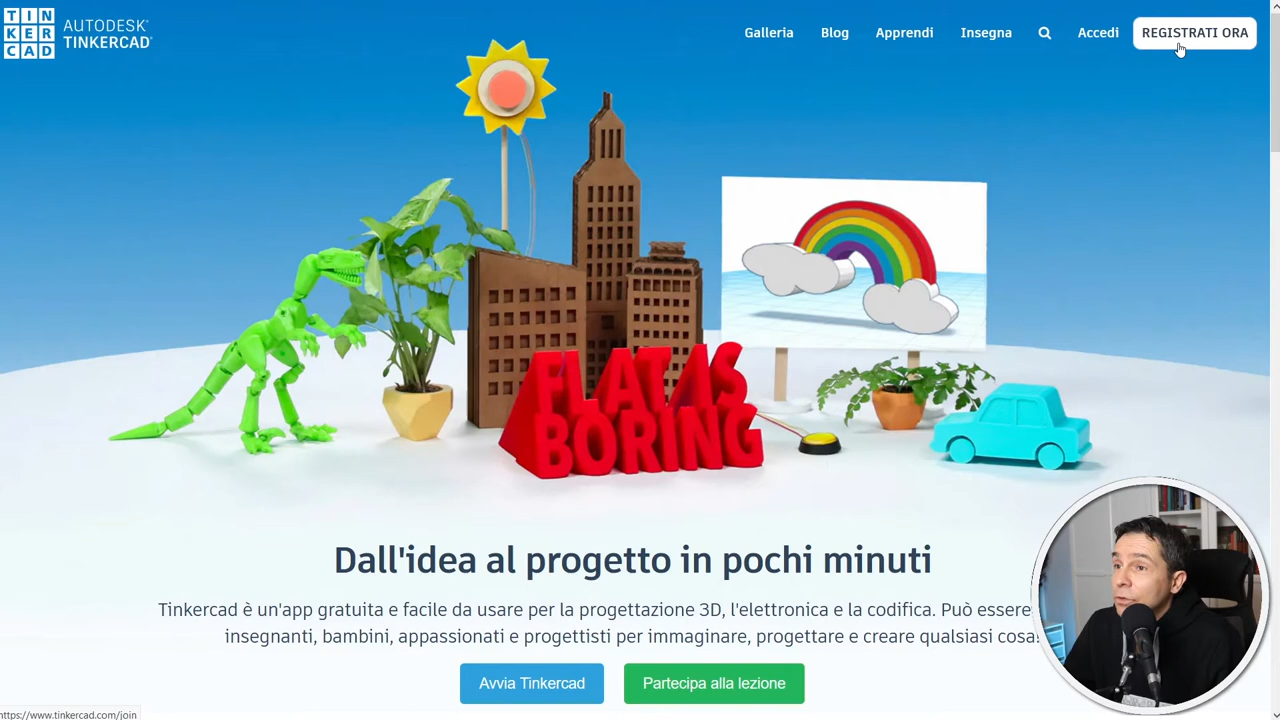 TIN
KER
CAD
AUTODESK®
TINKERCAD®
Galleria Blog Apprendi Insegna Accedi REGISTRATI ORA
FLAT IS
BORING
Dall'idea al progetto in pochi minuti
Tinkercad è un'app gratuita e facile da usare per la progettazione 3D, l'elettronica e la codifica. Può essere
insegnanti, bambini, appassionati e progettisti per immaginare, progettare e creare qualsiasi cosa!
Avvia Tinkercad Partecipa alla lezione
https://www.tinkercad.com/join